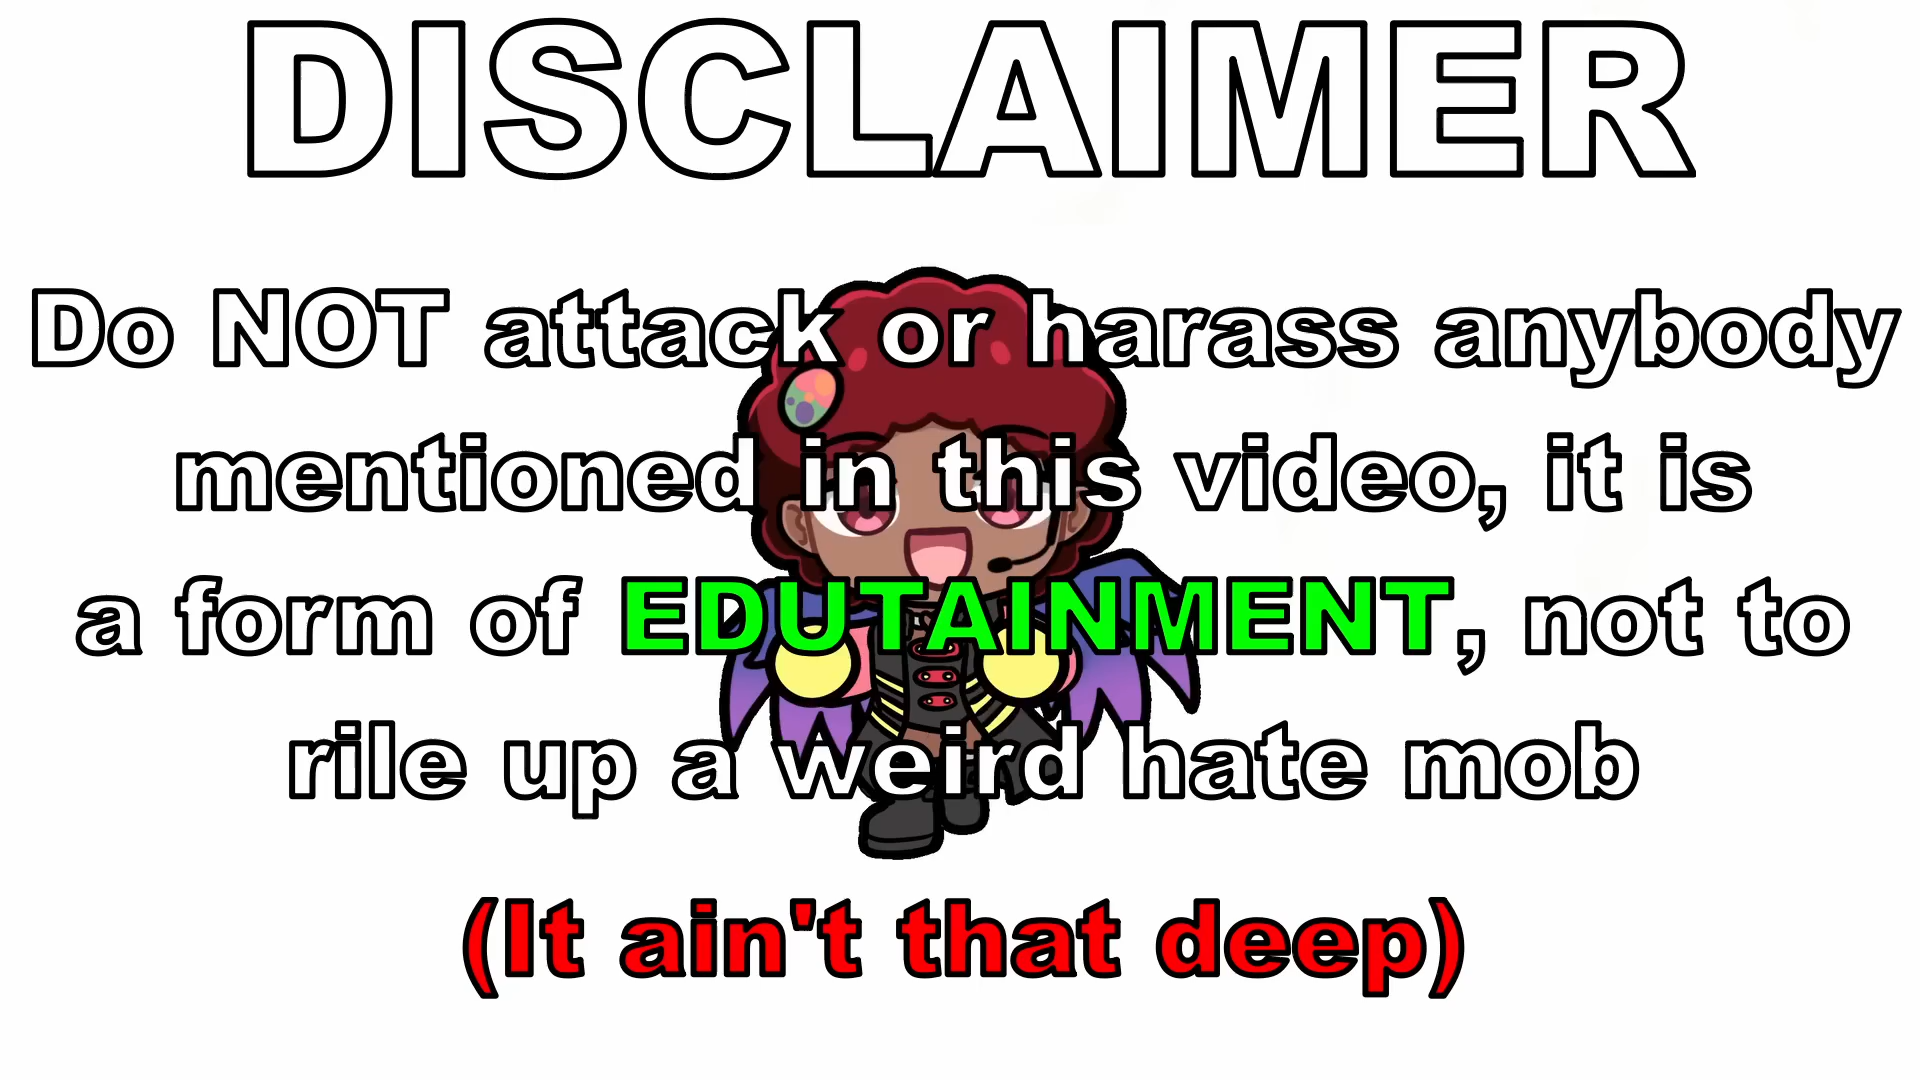 DISCLAIMER
Do NOT attack or harass anybody
mentioned in this video, it is
a form of EDUTAINMENT, not to
rile up a weird hate mob
(It ain't that deep)